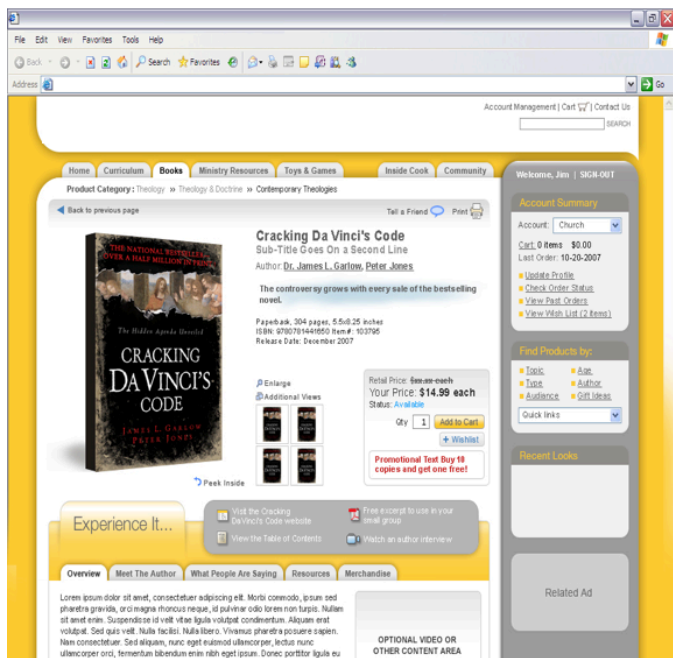 File Edit View Favorites Tools Help
Back Search Favorites
Address Go
Account Management | Cart | Contact Us
SEARCH
Home Curriculum Books Ministry Resources Toys & Games Inside Cook Community
Welcome, Jim | SIGN-OUT
Product Category: Theology » Theology & Doctrine » Contemporary Theologies
Back to previous page
Tell a Friend Print
THE NATIONAL BESTSELLER
OVER A HALF MILLION IN PRINT
The Hidden Agenda Unveiled
CRACKING
DA VINCI'S
CODE
JAMES L. GARLOW
PETER JONES
Peek Inside
Cracking Da Vinci's Code
Sub-Title Goes On a
Second Line
Author: Dr. James L. Garlow, Peter Jones
The controversy grows with every sale of the bestselling
novel.
Paperback, 304 pages, 5.5x8.25 inches
ISBN: 9780781441650 Item#: 103795
Release Date: December 2007
Enlarge
Additional Views
Retail Price: each
Your Price: $14.99 each
Status: Available
Qty 1 Add to Cart
+ Wishlist
Promotional Text Buy 10
copies and get one free!
Account Summary
Account: Church
Cart: 0 items $0.00
Last Order: 10-20-2007
Update Profile
Check Order Status
View Past Orders
View Wish List (2 items)
Find Products by:
Topic Age
Type Author
Audience Gift Ideas
Quick links
Recent Looks
Related Ad
Experience It...
Visit the Cracking
DaVinci's Code website
Free excerpt to use in your
small group
View the Table of Contents
Watch an author interview
Overview Meet The Author What People Are Saying Resources Merchandise
Lorem ipsum dolor sit amet, consectetuer adipiscing elit. Morbi commodo, ipsum sed
pharetra gravida, orci magna rhoncus neque, id pulvinar odio lorem non turpis. Nullam
sit amet enim. Suspendisse id velit vitae ligula volutpat condimentum. Aliquam erat
volutpat. Sed quis velit. Nulla facilisi. Nulla libero. Vivamus pharetra posuere sapien.
Nam consectetuer. Sed aliquam, nunc eget euismod ullamcorper, lectus nunc
ullamcorper orci, fermentum bibendum enim nibh eget ipsum. Donec porttitor ligula eu
OPTIONAL VIDEO OR
OTHER CONTENT AREA